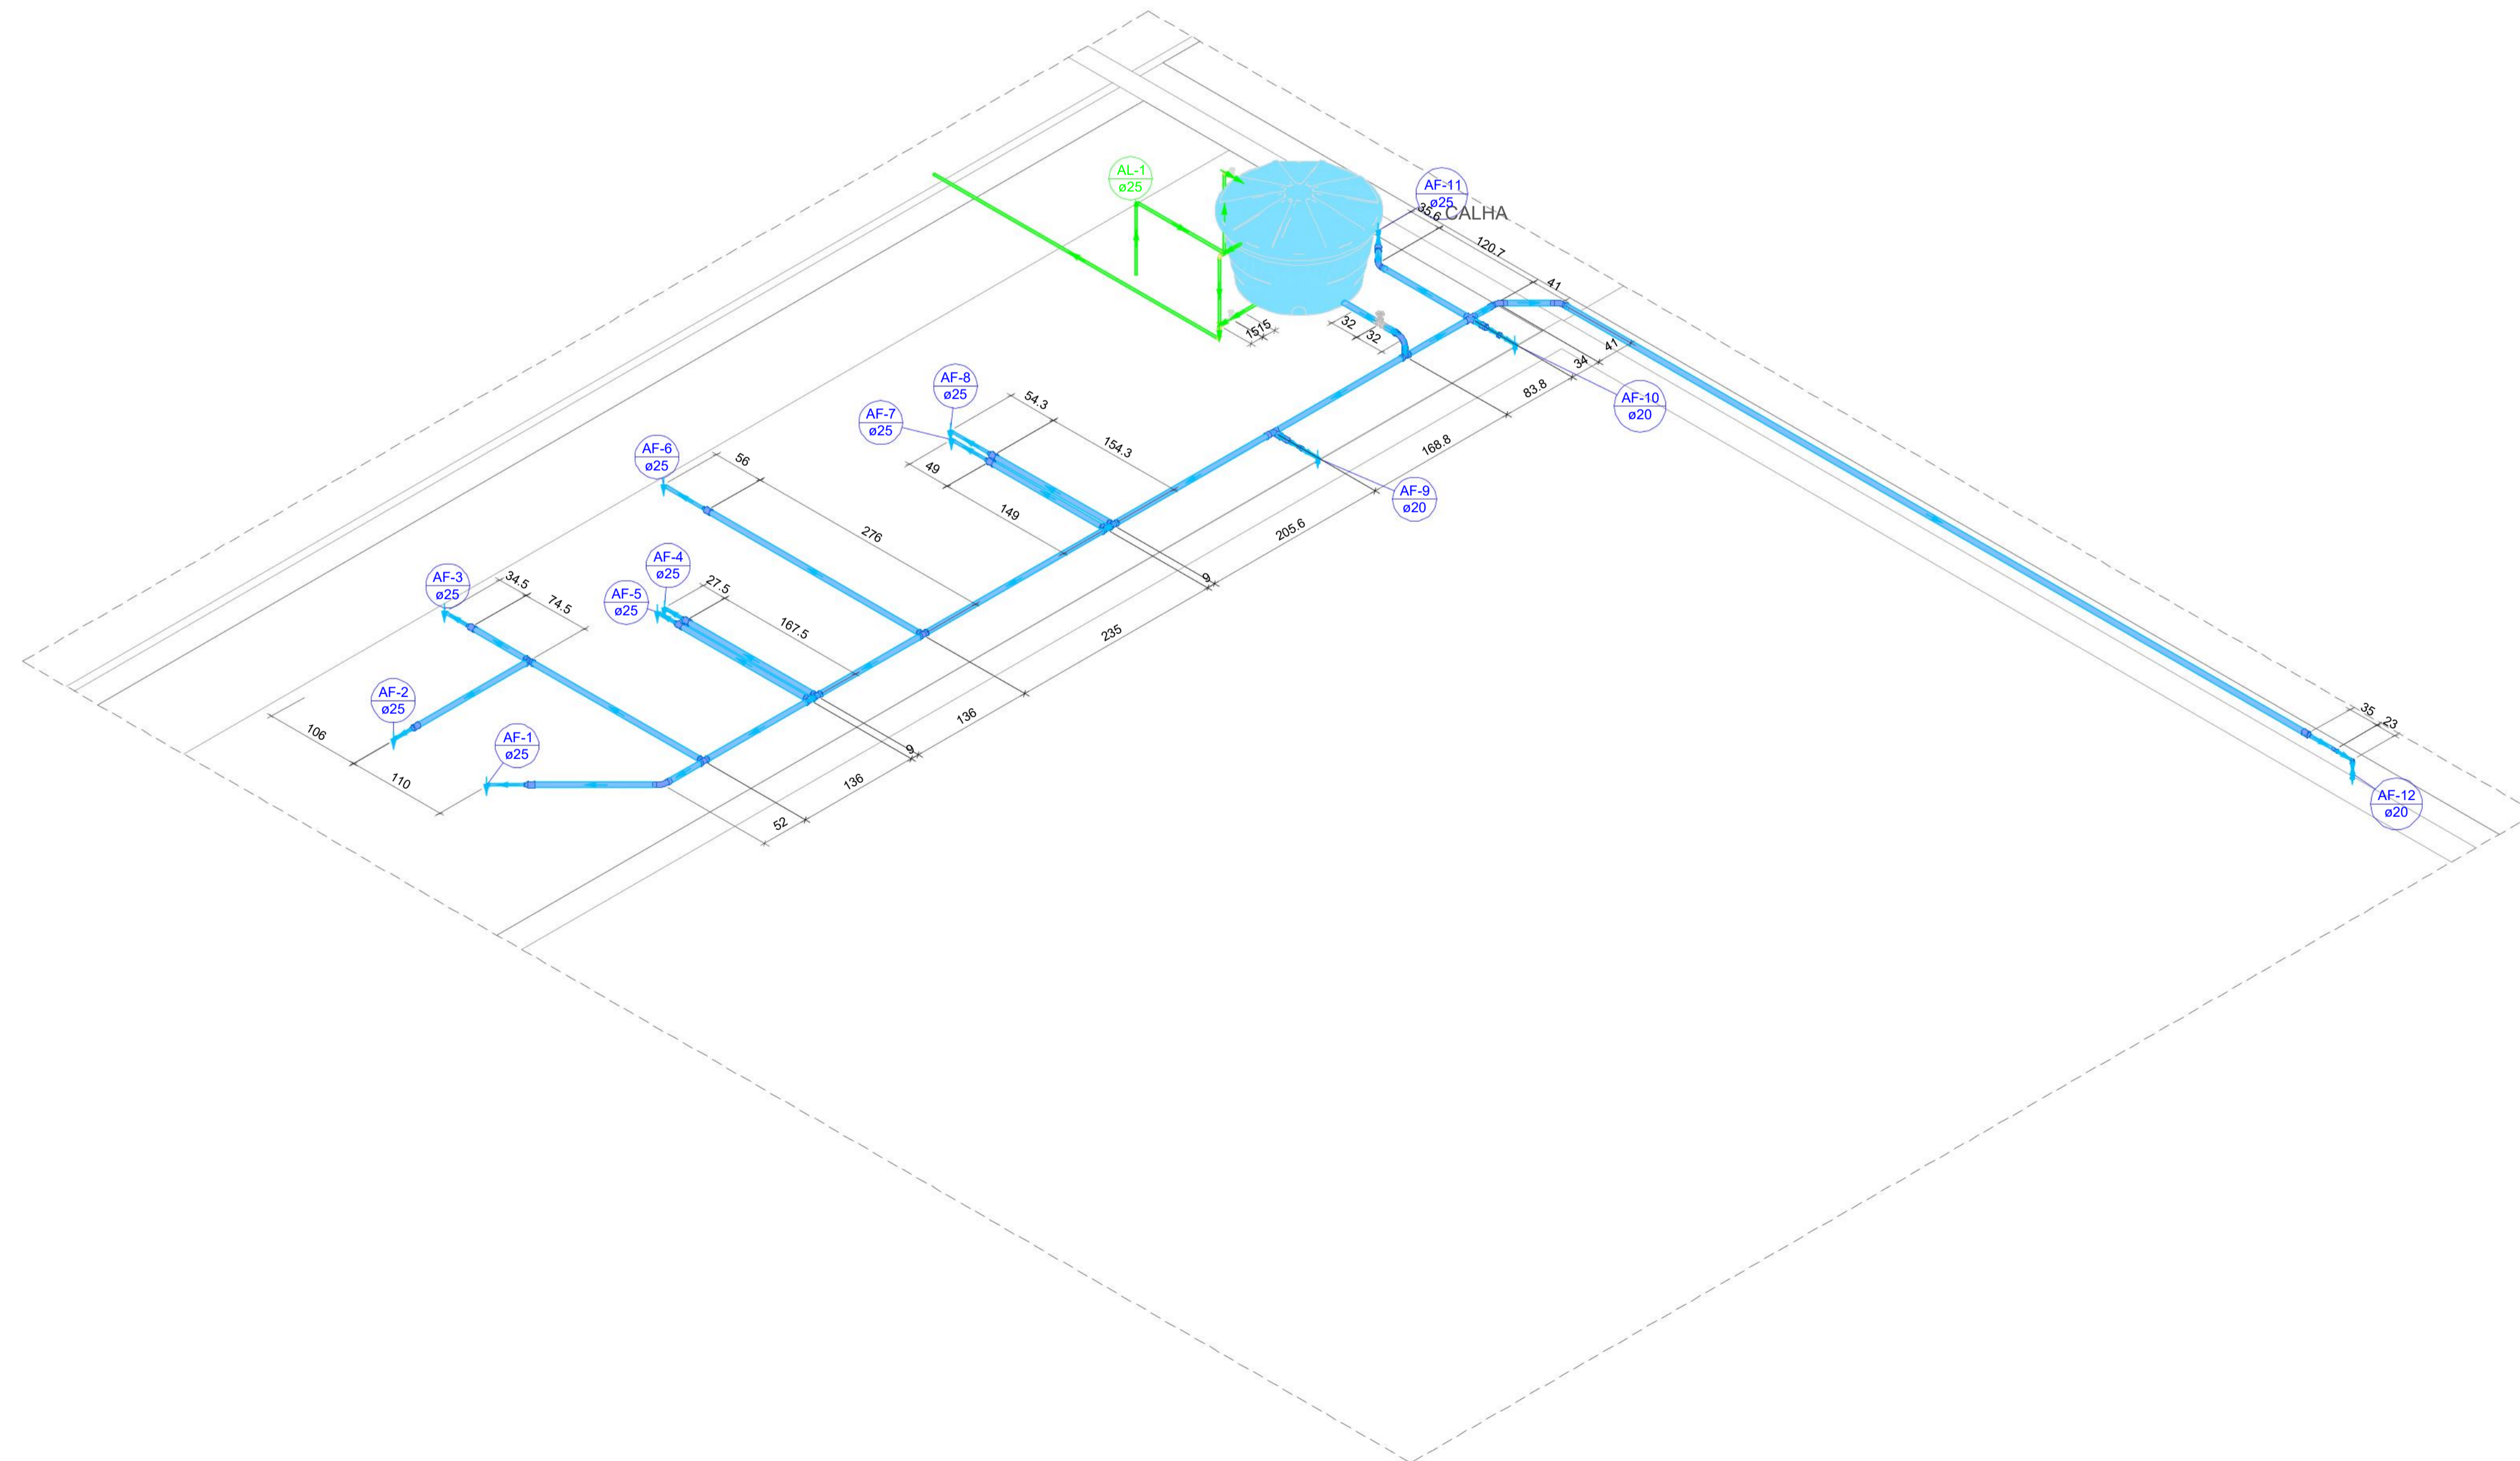 AL-1
ø25
AF-11
ø25
CALHA
35.6
120.7
41
32
32
15
15
34
41
83.8
AF-10
ø20
168.8
AF-8
ø25
AF-7
ø25
54.3
154.3
49
149
AF-9
ø20
205.6
9
AF-6
ø25
56
276
235
AF-4
ø25
AF-5
ø25
27.5
167.5
AF-3
ø25
34.5
74.5
136
9
136
AF-2
ø25
106
110
AF-1
ø25
52
35
23
AF-12
ø20